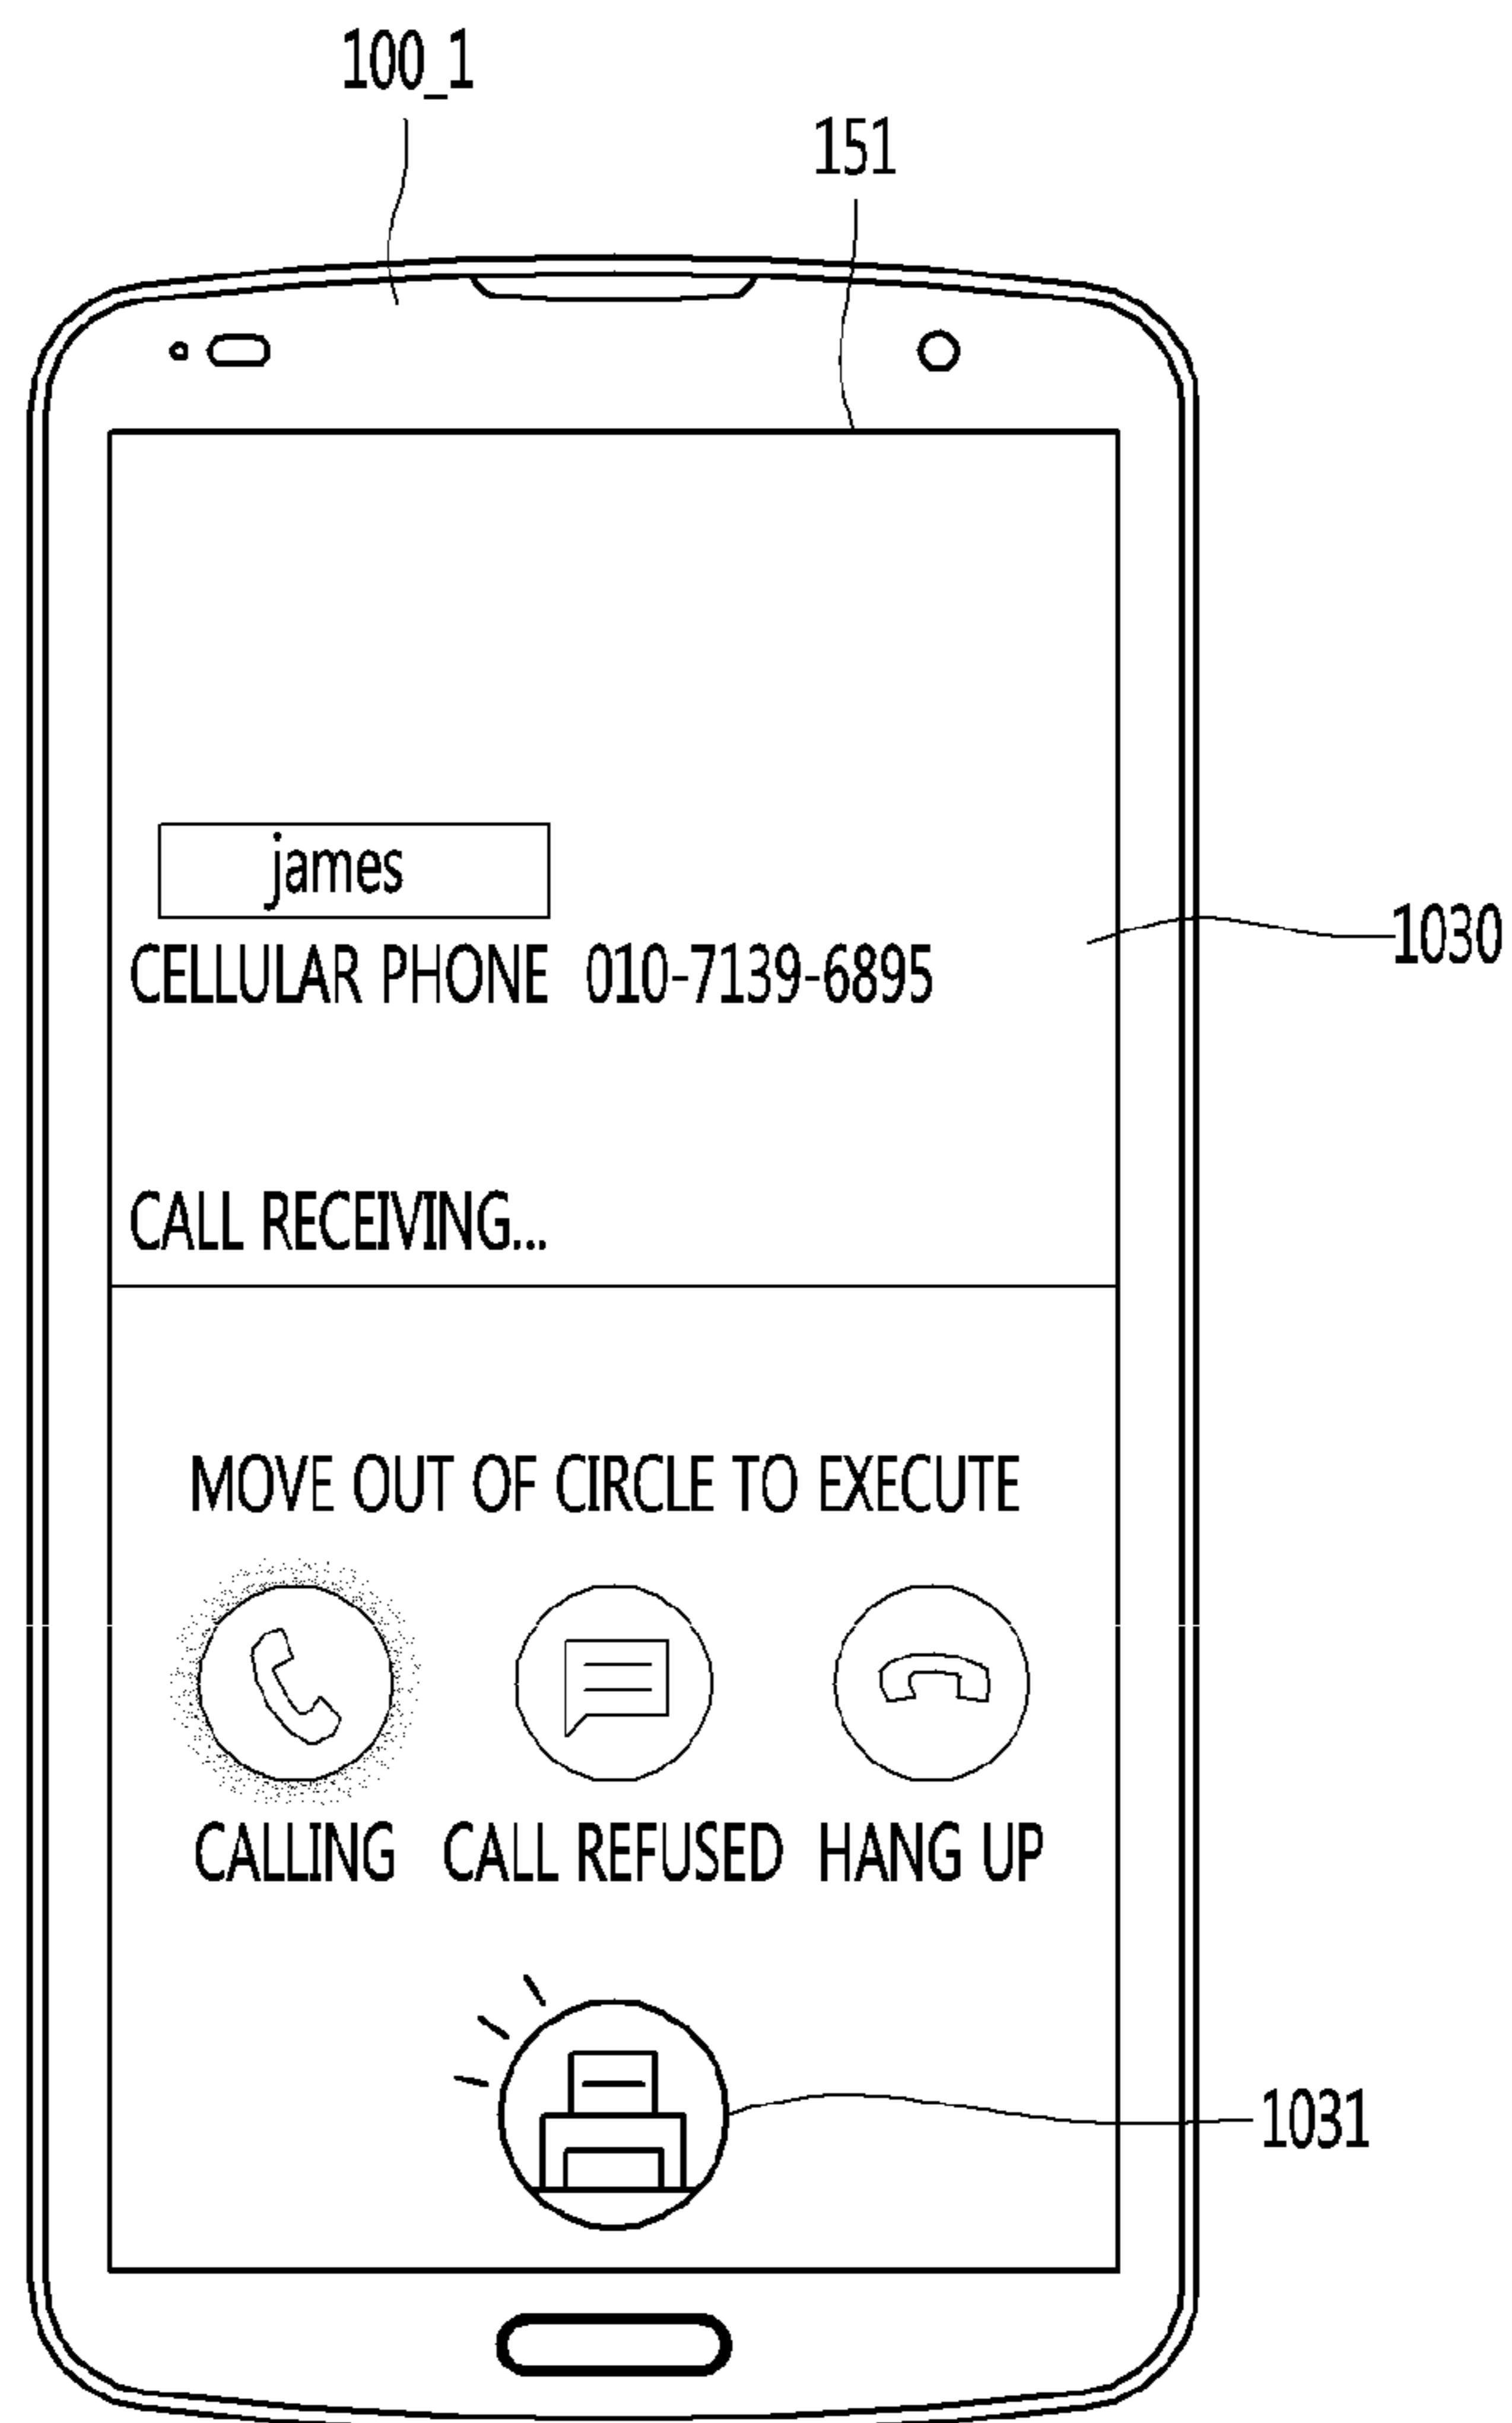 100_1
151
james
CELLULAR PHONE 010-7139-6895
1030
CALL RECEIVING...
MOVE OUT OF CIRCLE TO EXECUTE
CALLING CALL REFUSED HANG UP
1031